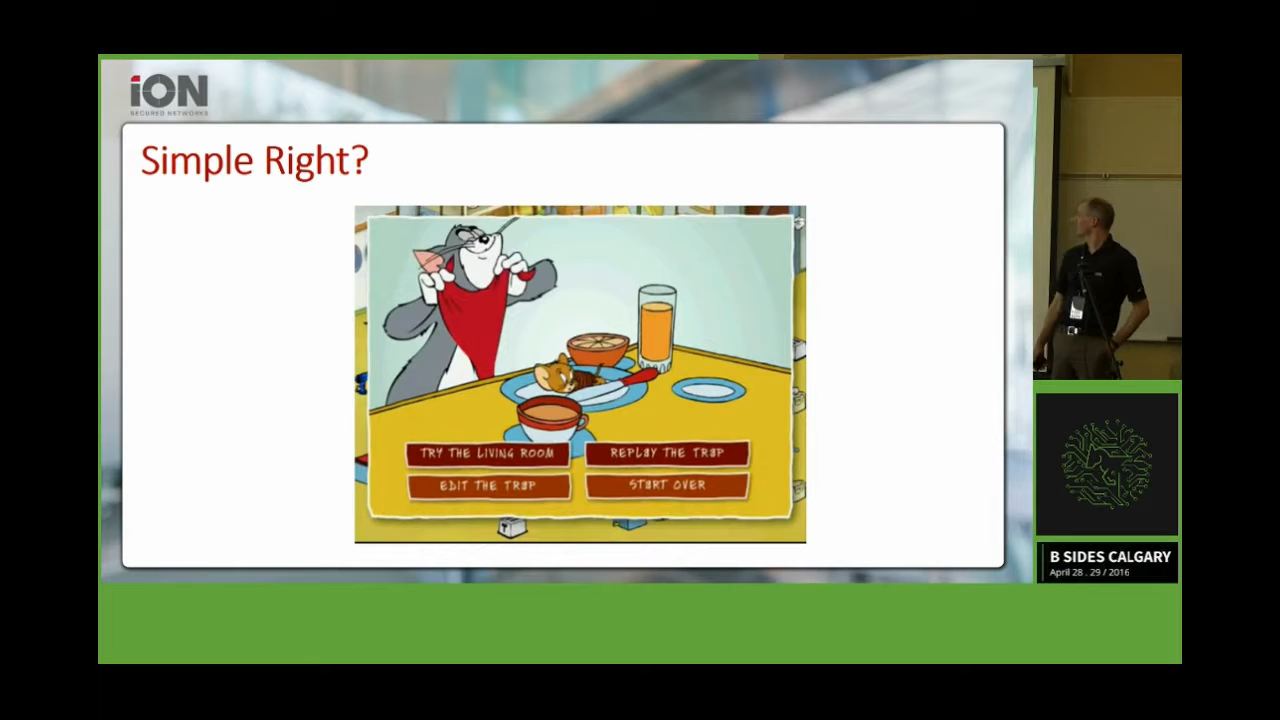 iON
SECURED NETWORKS
Simple Right?
TRY THE LIVING ROOM
REPLAY THE TRAP
EDIT THE TRAP
START OVER
B SIDES CALGARY
April 28 . 29 / 2016